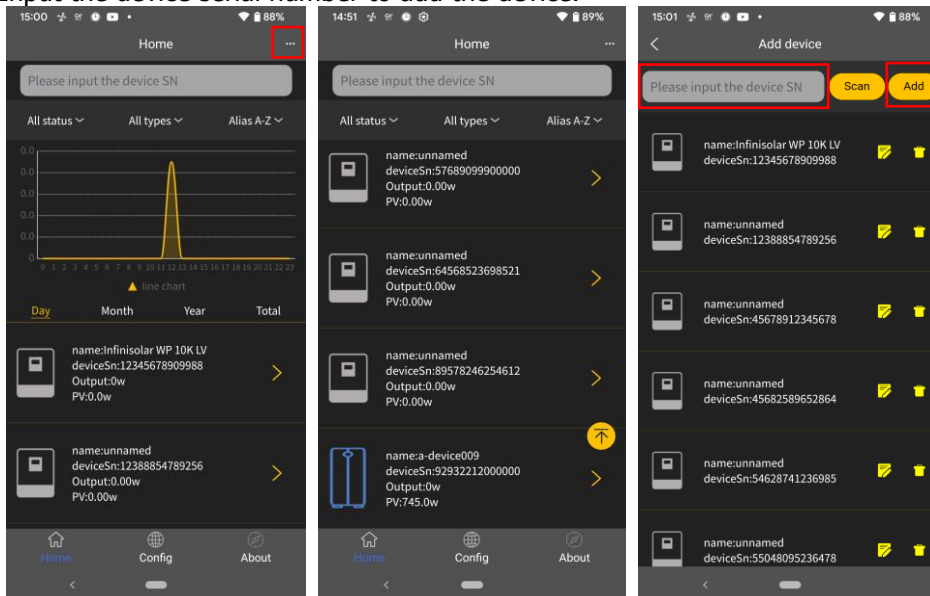 input the device serial number to add the device.
15:00 88%
Home ...
Please input the device SN
All status All types Alias A-Z
0.0
0.0
0.0
0.0
0.0
0
0 1 2 3 4 5 6 7 8 9 10 11 12 13 14 15 16 17 18 19 20 21 22 23
line chart
Day Month Year Total
name:Infinisolar WP 10K LV
deviceSn:12345678909988
Output:0w
PV:0.0w
name:unnamed
deviceSn:12388854789256
Output:0.00w
PV:0.00w
Home Config About
14:51 89%
Home ...
Please input the device SN
All status All types Alias A-Z
name:unnamed
deviceSn:57689099900000
Output:0.00w
PV:0.00w
name:unnamed
deviceSn:64568523698521
Output:0.00w
PV:0.00w
name:unnamed
deviceSn:89578246254612
Output:0.00w
PV:0.00w
name:a-device009
deviceSn:92932212000000
Output:0w
PV:745.0w
Home Config About
15:01 88%
Add device
Please input the device SN Scan Add
name:Infinisolar WP 10K LV
deviceSn:12345678909988
name:unnamed
deviceSn:12388854789256
name:unnamed
deviceSn:45678912345678
name:unnamed
deviceSn:45682589652864
name:unnamed
deviceSn:54628741236985
name:unnamed
deviceSn:55048095236478